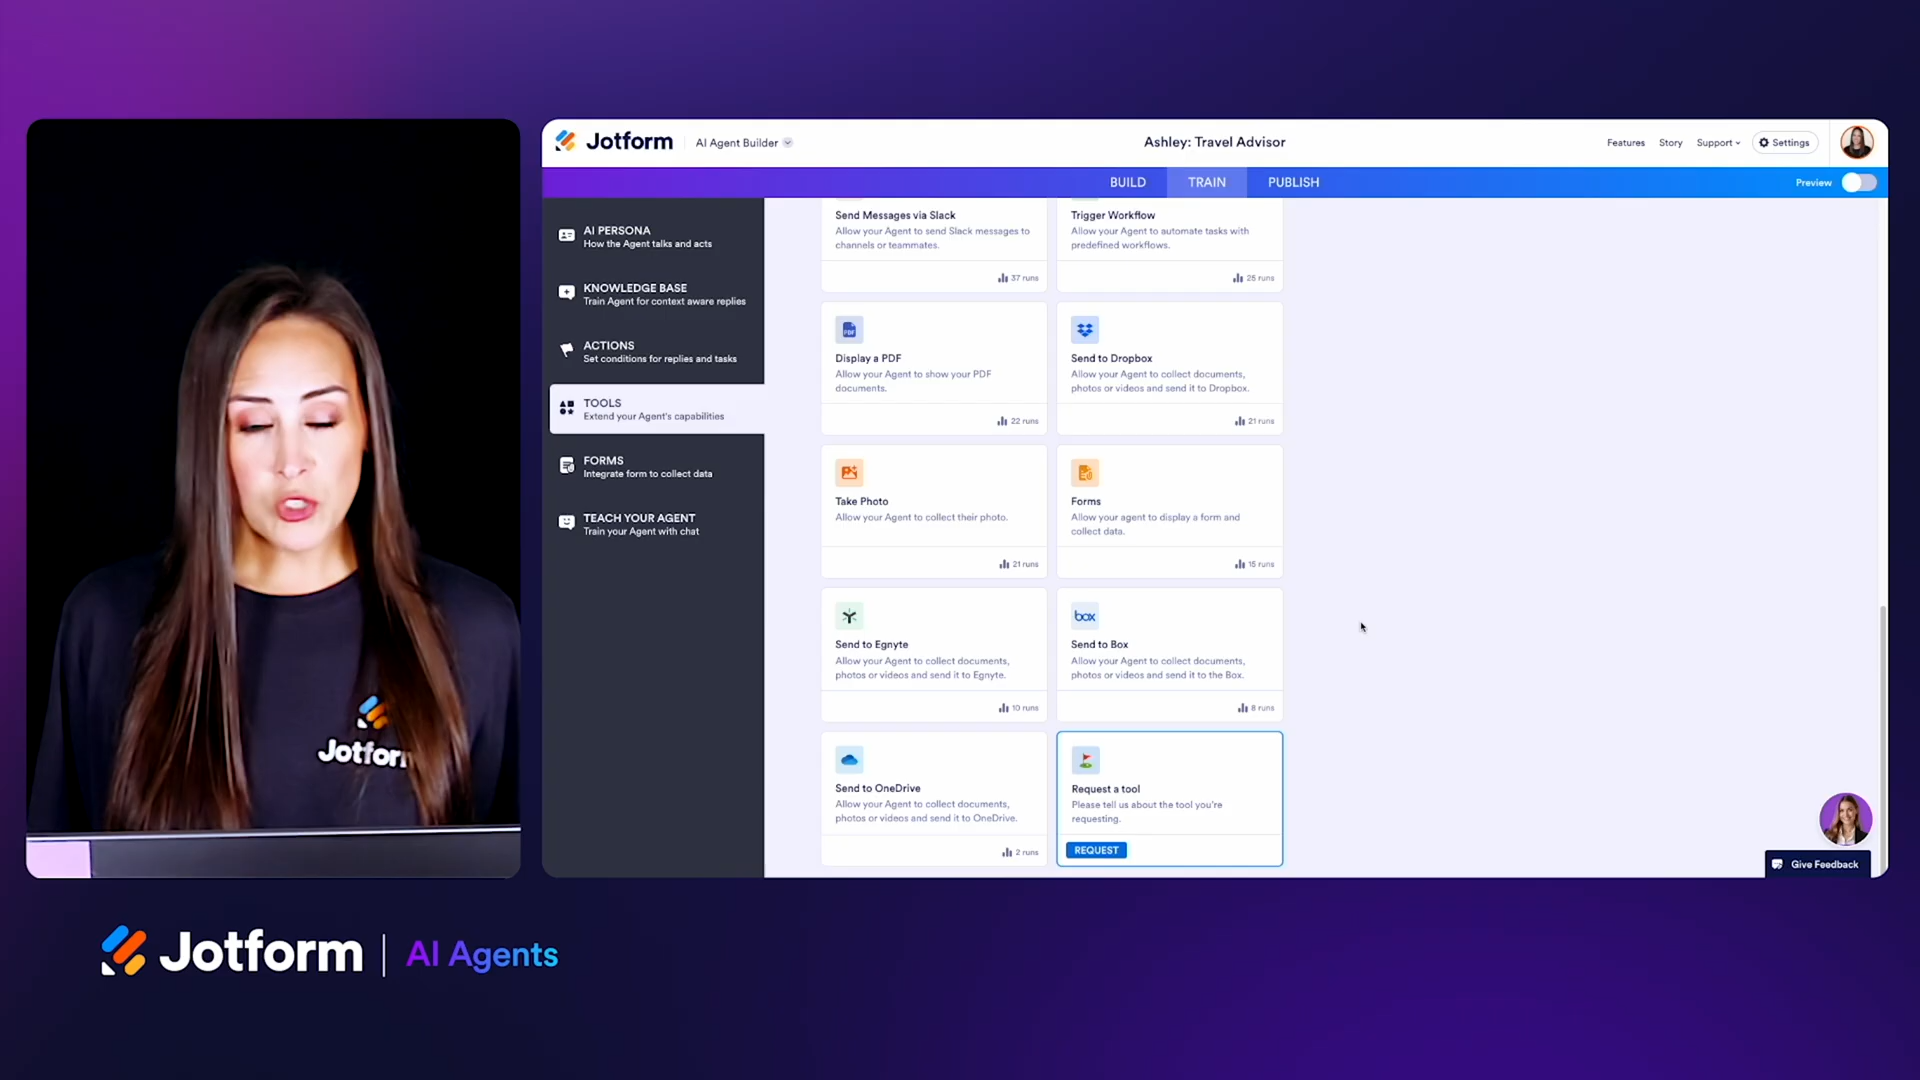 Jotform
AI Agent Builder
Ashley: Travel Advisor
Features
Story
Support
Settings
BUILD
TRAIN
PUBLISH
Preview
AI PERSONA
How the Agent talks and acts
KNOWLEDGE BASE
Train Agent for context aware replies
ACTIONS
Set conditions for replies and tasks
TOOLS
Extend your Agent's capabilities
FORMS
Integrate form to collect data
TEACH YOUR AGENT
Train your Agent with chat
Send Messages via Slack
Allow your Agent to send Slack messages to
channels or teammates.
37 runs
Trigger Workflow
Allow your Agent to automate tasks with
predefined workflows.
25 runs
PDF
Display a PDF
Allow your Agent to show your PDF
documents.
22 runs
Send to Dropbox
Allow your Agent to collect documents,
photos or videos and send it to Dropbox.
21 runs
Take Photo
Allow your Agent to collect their photo.
21 runs
Forms
Allow your agent to display a form and
collect data.
15 runs
Send to Egnyte
Allow your Agent to collect documents,
photos or videos and send it to Egnyte.
10 runs
box
Send to Box
Allow your Agent to collect documents,
photos or videos and send it to the Box.
8 runs
Send to OneDrive
Allow your Agent to collect documents,
photos or videos and send it to OneDrive.
2 runs
Request a tool
Please tell us about the tool you're
requesting.
REQUEST
Give Feedback
Jotform
Jotform | AI Agents